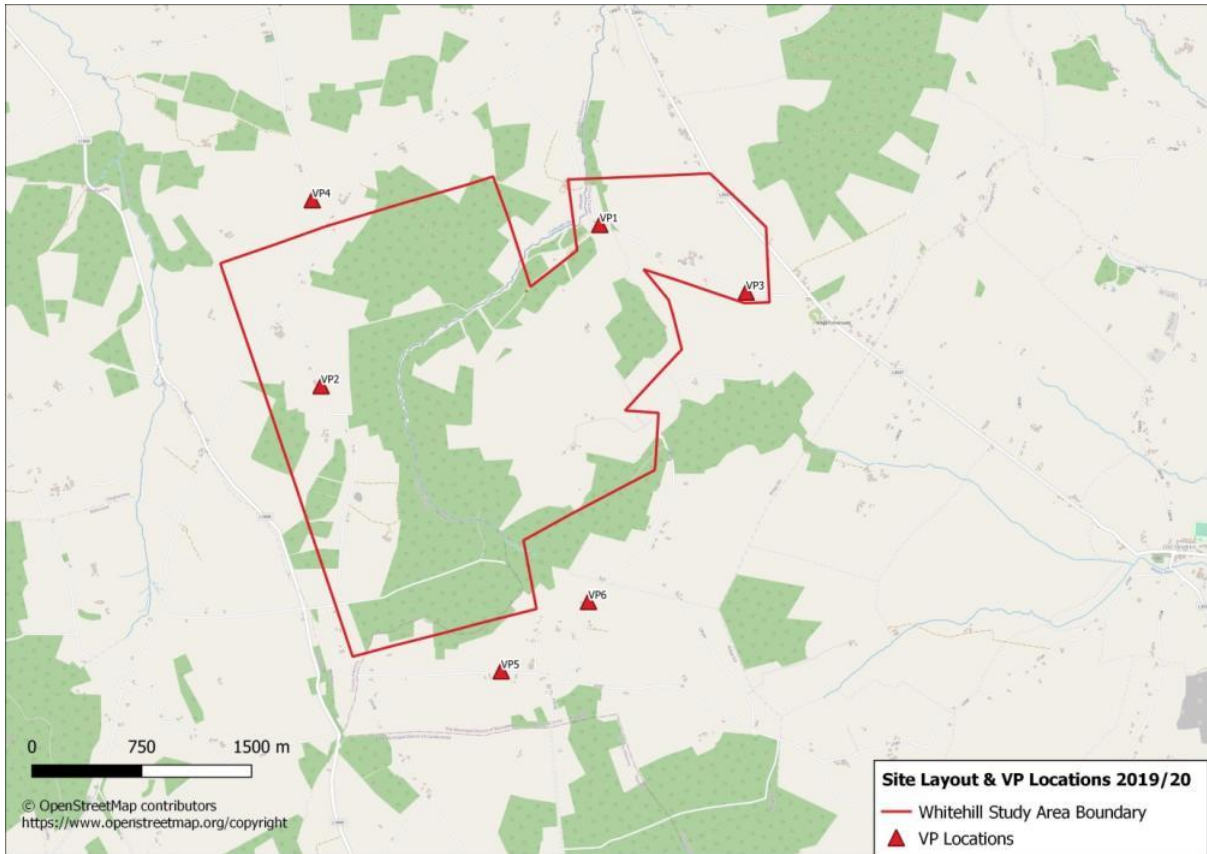 VP4
VP1
VP3
VP2
VP6
VP5
0 750 1500 m
© OpenStreetMap contributors
https://www.openstreetmap.org/copyright
Site Layout & VP Locations 2019/20
Whitehill Study Area Boundary
VP Locations